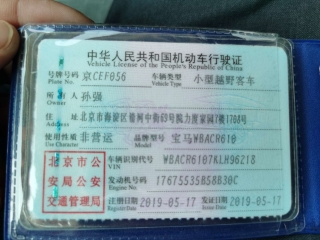 中华人民共和国机动车行驶证
Vehicle License of the People's Republic of China
号牌号码 京CEF056 车辆类型 小型越野客车
Plate No. Vehicle Type
所有人 孙强
Owner
住址
Address
使用性质 非营运 品牌型号 宝马WBACR610
Use Character Model
北京市公
安局公安
交通管理局
车辆识别代号 WBACR6107KLH96218
VIN
发动机号码
Engine No.
注册日期 2019-05-17 发证日期 2019-05-17
Register Date Issue Date